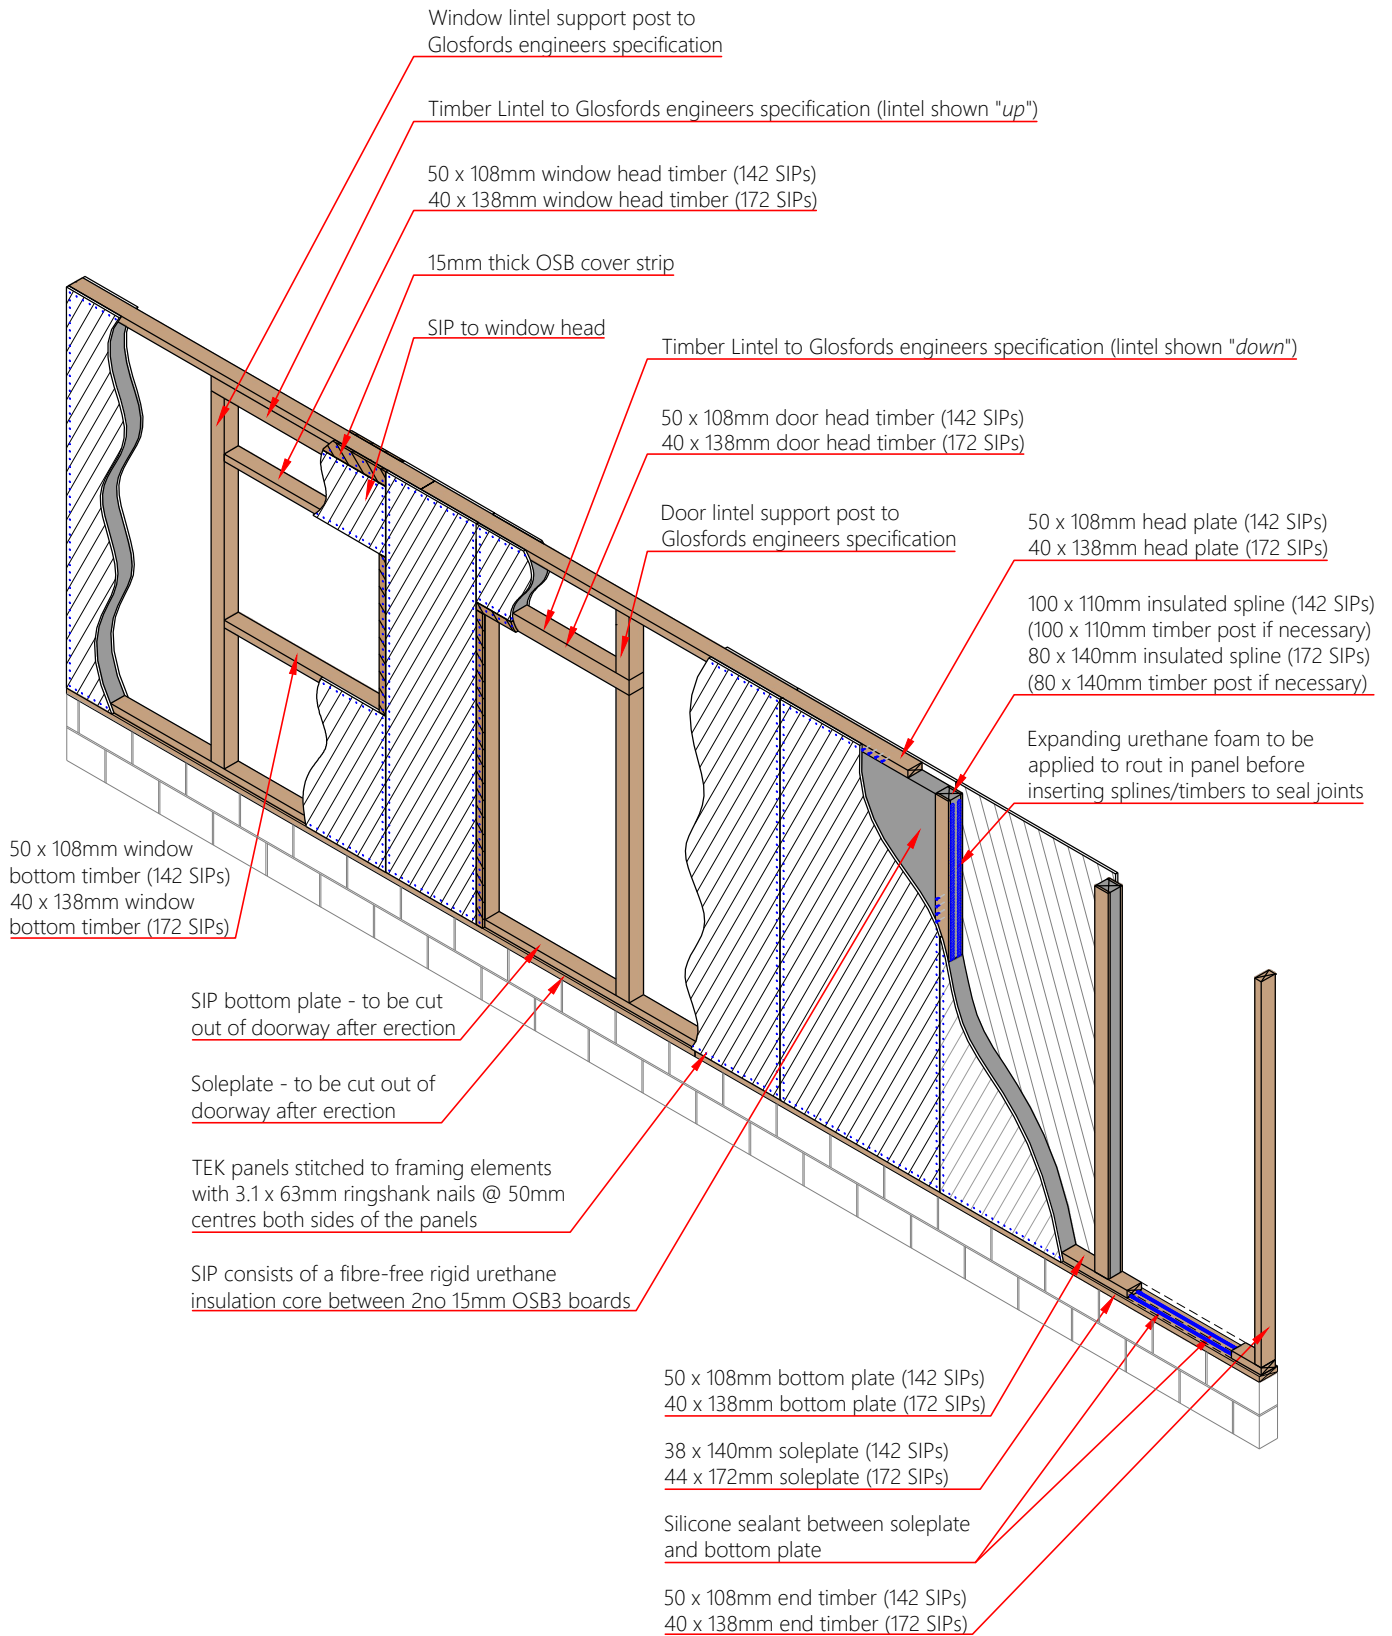 Window lintel support post to
Glosfords engineers specification
Timber Lintel to Glosfords engineers specification (lintel shown "up")
50 x 108mm window head timber (142 SIPs)
40 x 138mm window head timber (172 SIPs)
15mm thick OSB cover strip
SIP to window head
Timber Lintel to Glosfords engineers specification (lintel shown "down")
50 x 108mm door head timber (142 SIPs)
40 x 138mm door head timber (172 SIPs)
Door lintel support post to
Glosfords engineers specification
50 x 108mm head plate (142 SIPs)
40 x 138mm head plate (172 SIPs)
100 x 110mm insulated spline (142 SIPs)
(100 x 110mm timber post if necessary)
80 x 140mm insulated spline (172 SIPs)
(80 x 140mm timber post if necessary)
Expanding urethane foam to be
applied to rout in panel before
inserting splines/timbers to seal joints
50 x 108mm window
bottom timber (142 SIPs)
40 x 138mm window
bottom timber (172 SIPs)
SIP bottom plate - to be cut
out of doorway after erection
Soleplate - to be cut out of
doorway after erection
TEK panels stitched to framing elements
with 3.1 x 63mm ringshank nails @ 50mm
centres both sides of the panels
SIP consists of a fibre-free rigid urethane
insulation core between 2no 15mm OSB3 boards
50 x 108mm bottom plate (142 SIPs)
40 x 138mm bottom plate (172 SIPs)
38 x 140mm soleplate (142 SIPs)
44 x 172mm soleplate (172 SIPs)
Silicone sealant between soleplate
and bottom plate
50 x 108mm end timber (142 SIPs)
40 x 138mm end timber (172 SIPs)